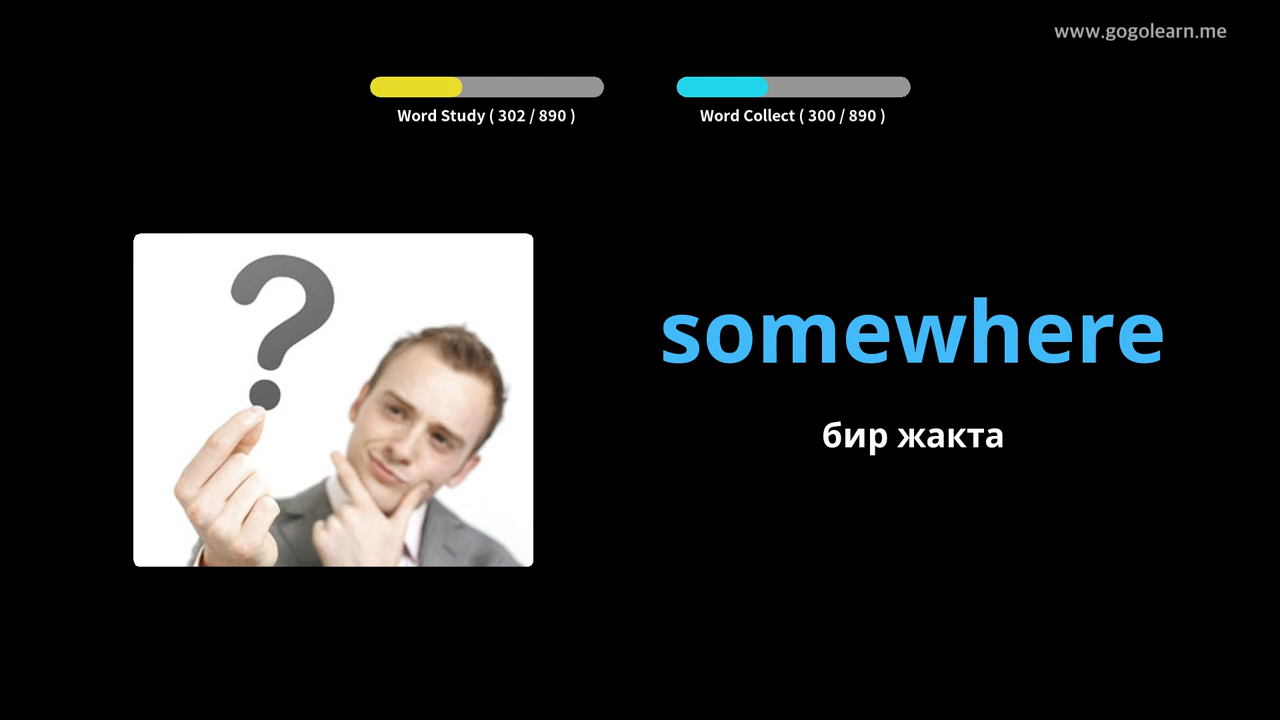 www.gogolearn.me
Word Study ( 302 / 890 )
Word Collect ( 300 / 890 )
?
somewhere
бир жакта